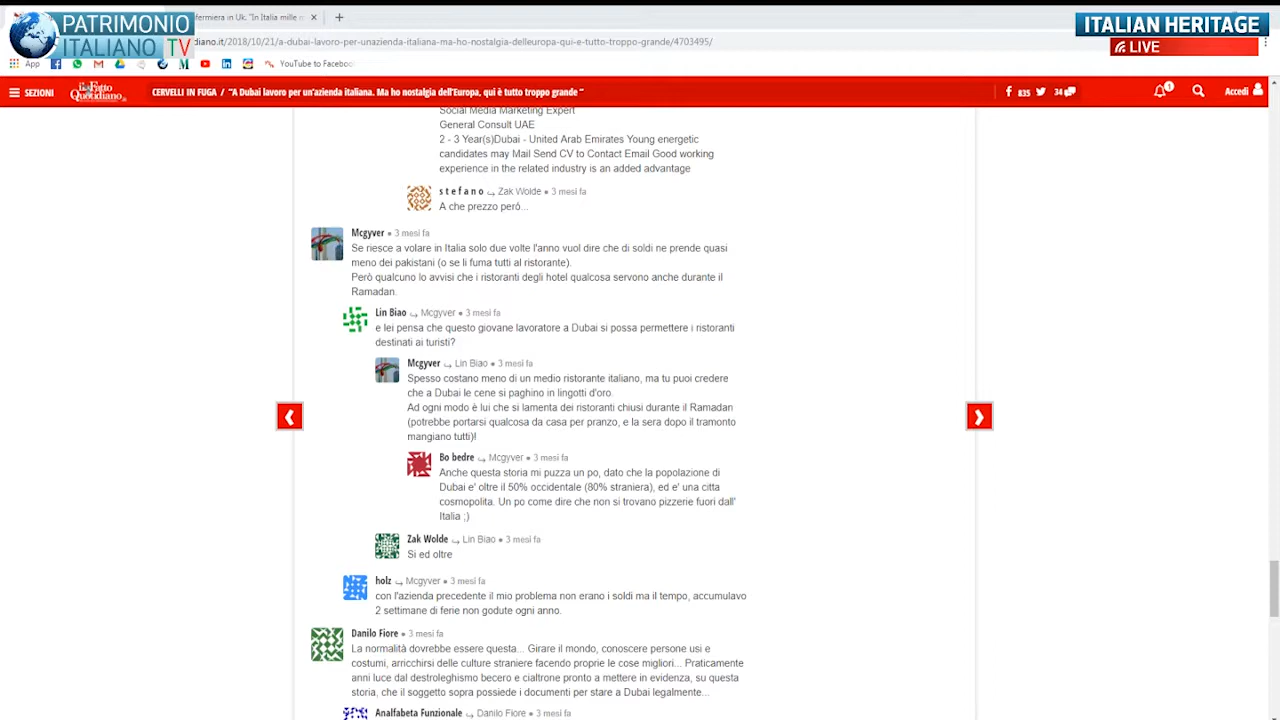 PATRIMONIO
ITALIANO TV
fermiera in Uk. "In Italia mille m
ITALIAN HERITAGE
LIVE
diano.it/2018/10/21/a-dubai-lavoro-per-unazienda-italiana-ma-ho-nostalgia-delleuropa-qui-e-tutto-troppo-grande/4703495/
App
YouTube to Faceboo
SEZIONI
Il Fatto Quotidiano.it
CERVELLI IN FUGA / "A Dubai lavoro per un'azienda italiana. Ma ho nostalgia dell'Europa, qui è tutto troppo grande "
835
34
1
Accedi
Social Media Marketing Expert
General Consult UAE
2 - 3 Year(s)Dubai - United Arab Emirates Young energetic
candidates may Mail Send CV to Contact Email Good working
experience in the related industry is an added advantage
s t e f a n o Zak Wolde • 3 mesi fa
A che prezzo peró...
Mcgyver • 3 mesi fa
Se riesce a volare in Italia solo due volte l'anno vuol dire che di soldi ne prende quasi
meno dei pakistani (o se li fuma tutti al ristorante).
Però qualcuno lo avvisi che i ristoranti degli hotel qualcosa servono anche durante il
Ramadan.
Lin Biao Mcgyver • 3 mesi fa
e lei pensa che questo giovane lavoratore a Dubai si possa permettere i ristoranti
destinati ai turisti?
Mcgyver Lin Biao • 3 mesi fa
Spesso costano meno di un medio ristorante italiano, ma tu puoi credere
che a Dubai le cene si paghino in lingotti d'oro.
Ad ogni modo è lui che si lamenta dei ristoranti chiusi durante il Ramadan
(potrebbe portarsi qualcosa da casa per pranzo, e la sera dopo il tramonto
mangiano tutti)!
Bo bedre Mcgyver • 3 mesi fa
Anche questa storia mi puzza un po, dato che la popolazione di
Dubai e' oltre il 50% occidentale (80% straniera), ed e' una citta
cosmopolita. Un po come dire che non si trovano pizzerie fuori dall'
Italia ;)
Zak Wolde Lin Biao • 3 mesi fa
Si ed oltre
holz Mcgyver • 3 mesi fa
con l'azienda precedente il mio problema non erano i soldi ma il tempo, accumulavo
2 settimane di ferie non godute ogni anno.
Danilo Fiore • 3 mesi fa
La normalità dovrebbe essere questa... Girare il mondo, conoscere persone usi e
costumi, arricchirsi delle culture straniere facendo proprie le cose migliori... Praticamente
anni luce dal destroleghismo becero e cialtrone pronto a mettere in evidenza, su questa
storia, che il soggetto sopra possiede i documenti per stare a Dubai legalmente...
Analfabeta Funzionale Danilo Fiore • 3 mesi fa